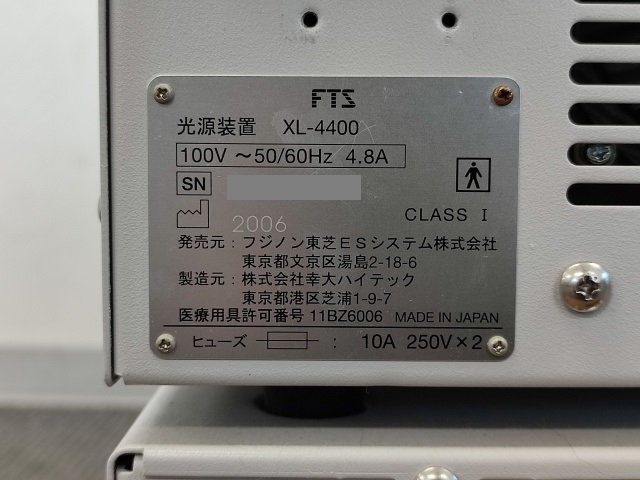 FTS
光源装置 XL-4400
100V ～50/60Hz 4.8A
SN
2006
CLASS I
発売元：フジノン東芝ESシステム株式会社
東京都文京区湯島2-18-6
製造元：株式会社幸大ハイテック
東京都港区芝浦1-9-7
医療用具許可番号 11BZ6006 MADE IN JAPAN
ヒューズ : 10A 250V×2